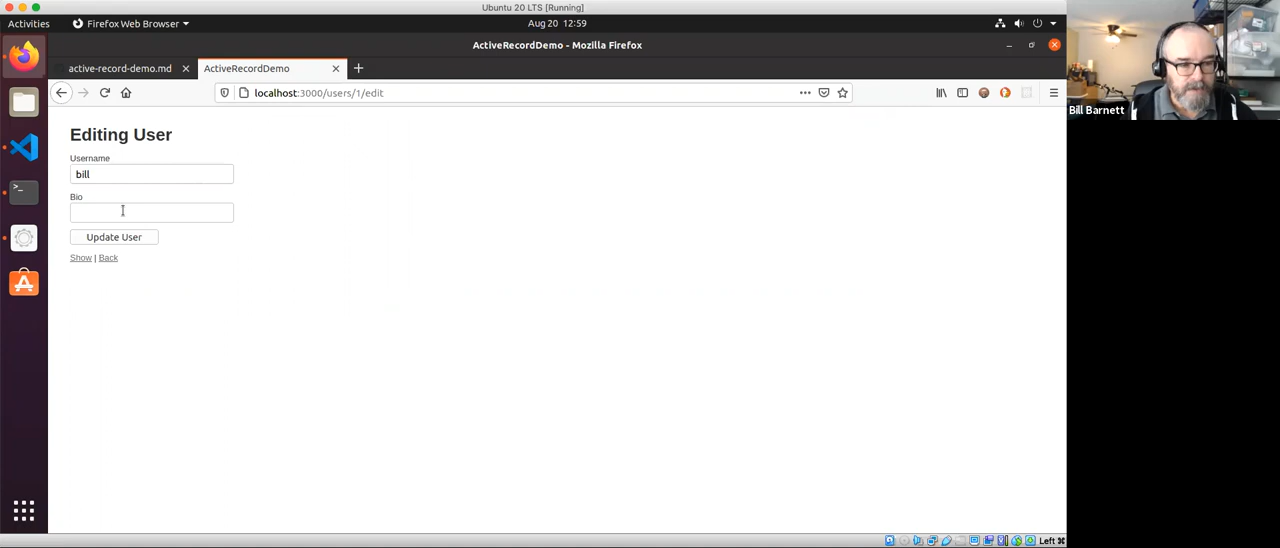 Ubuntu 20 LTS [Running]
Activities
Firefox Web Browser
Aug 20 12:59
ActiveRecordDemo - Mozilla Firefox
active-record-demo.md
ActiveRecordDemo
localhost:3000/users/1/edit
Bill Barnett
Editing User
Username
bill
Bio
Update User
Show | Back
Left ⌘